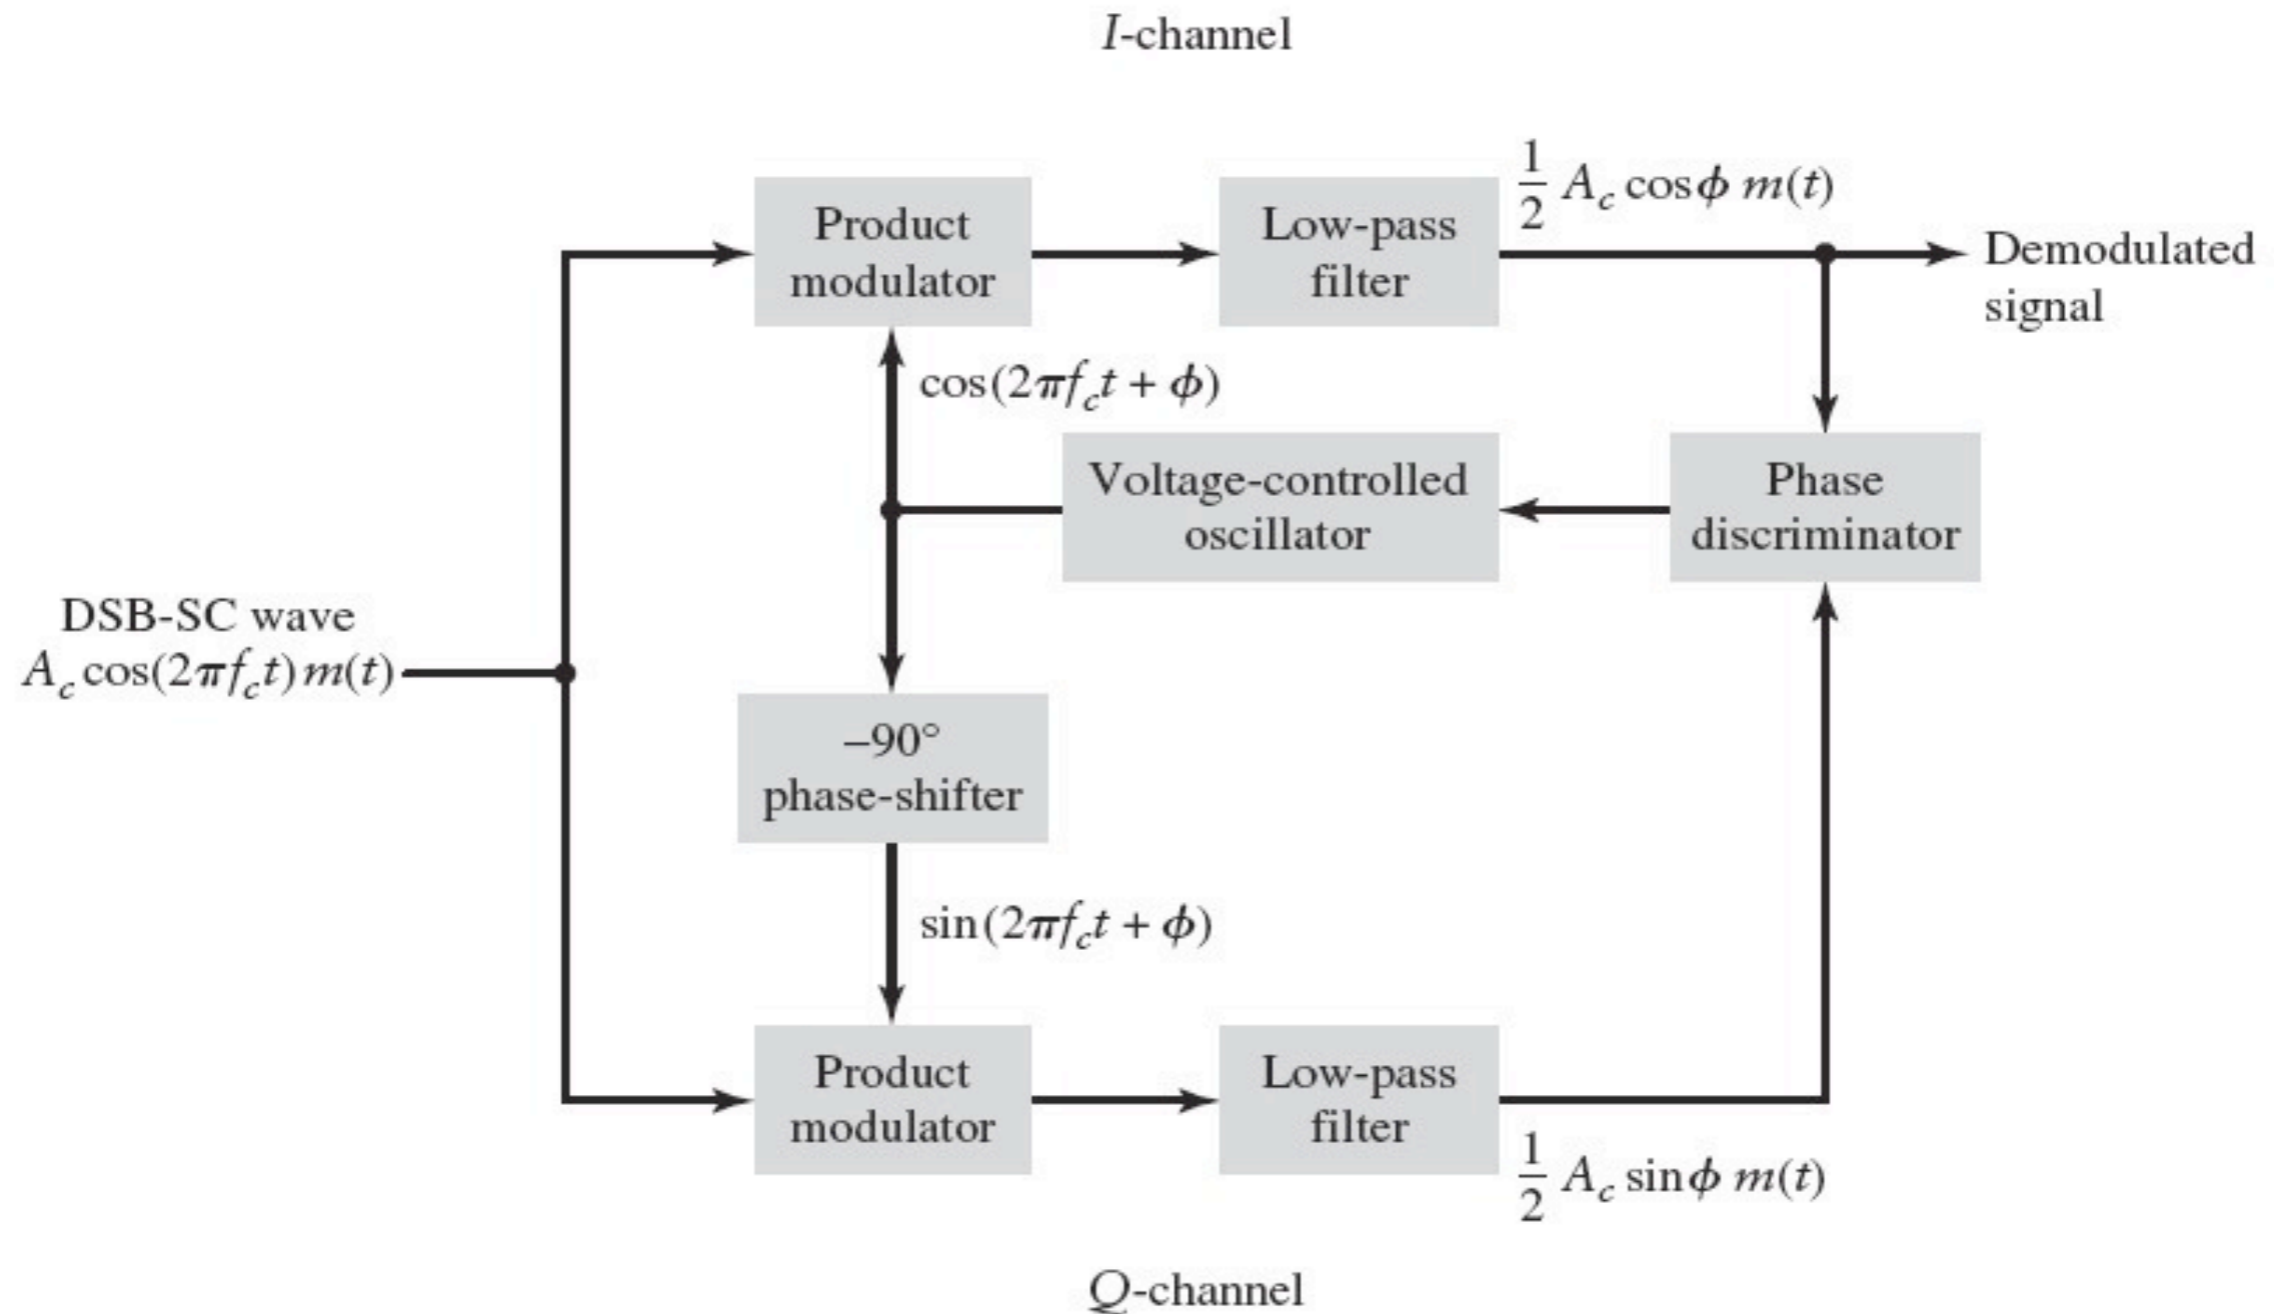 I-channel
Product
modulator
Low-pass
filter
1/2 A_c cosϕ m(t)
Demodulated
signal
cos(2πf_ct + ϕ)
Voltage-controlled
oscillator
Phase
discriminator
DSB-SC wave
A_c cos(2πf_ct) m(t)
–90°
phase-shifter
sin(2πf_ct + ϕ)
Product
modulator
Low-pass
filter
1/2 A_c sinϕ m(t)
Q-channel